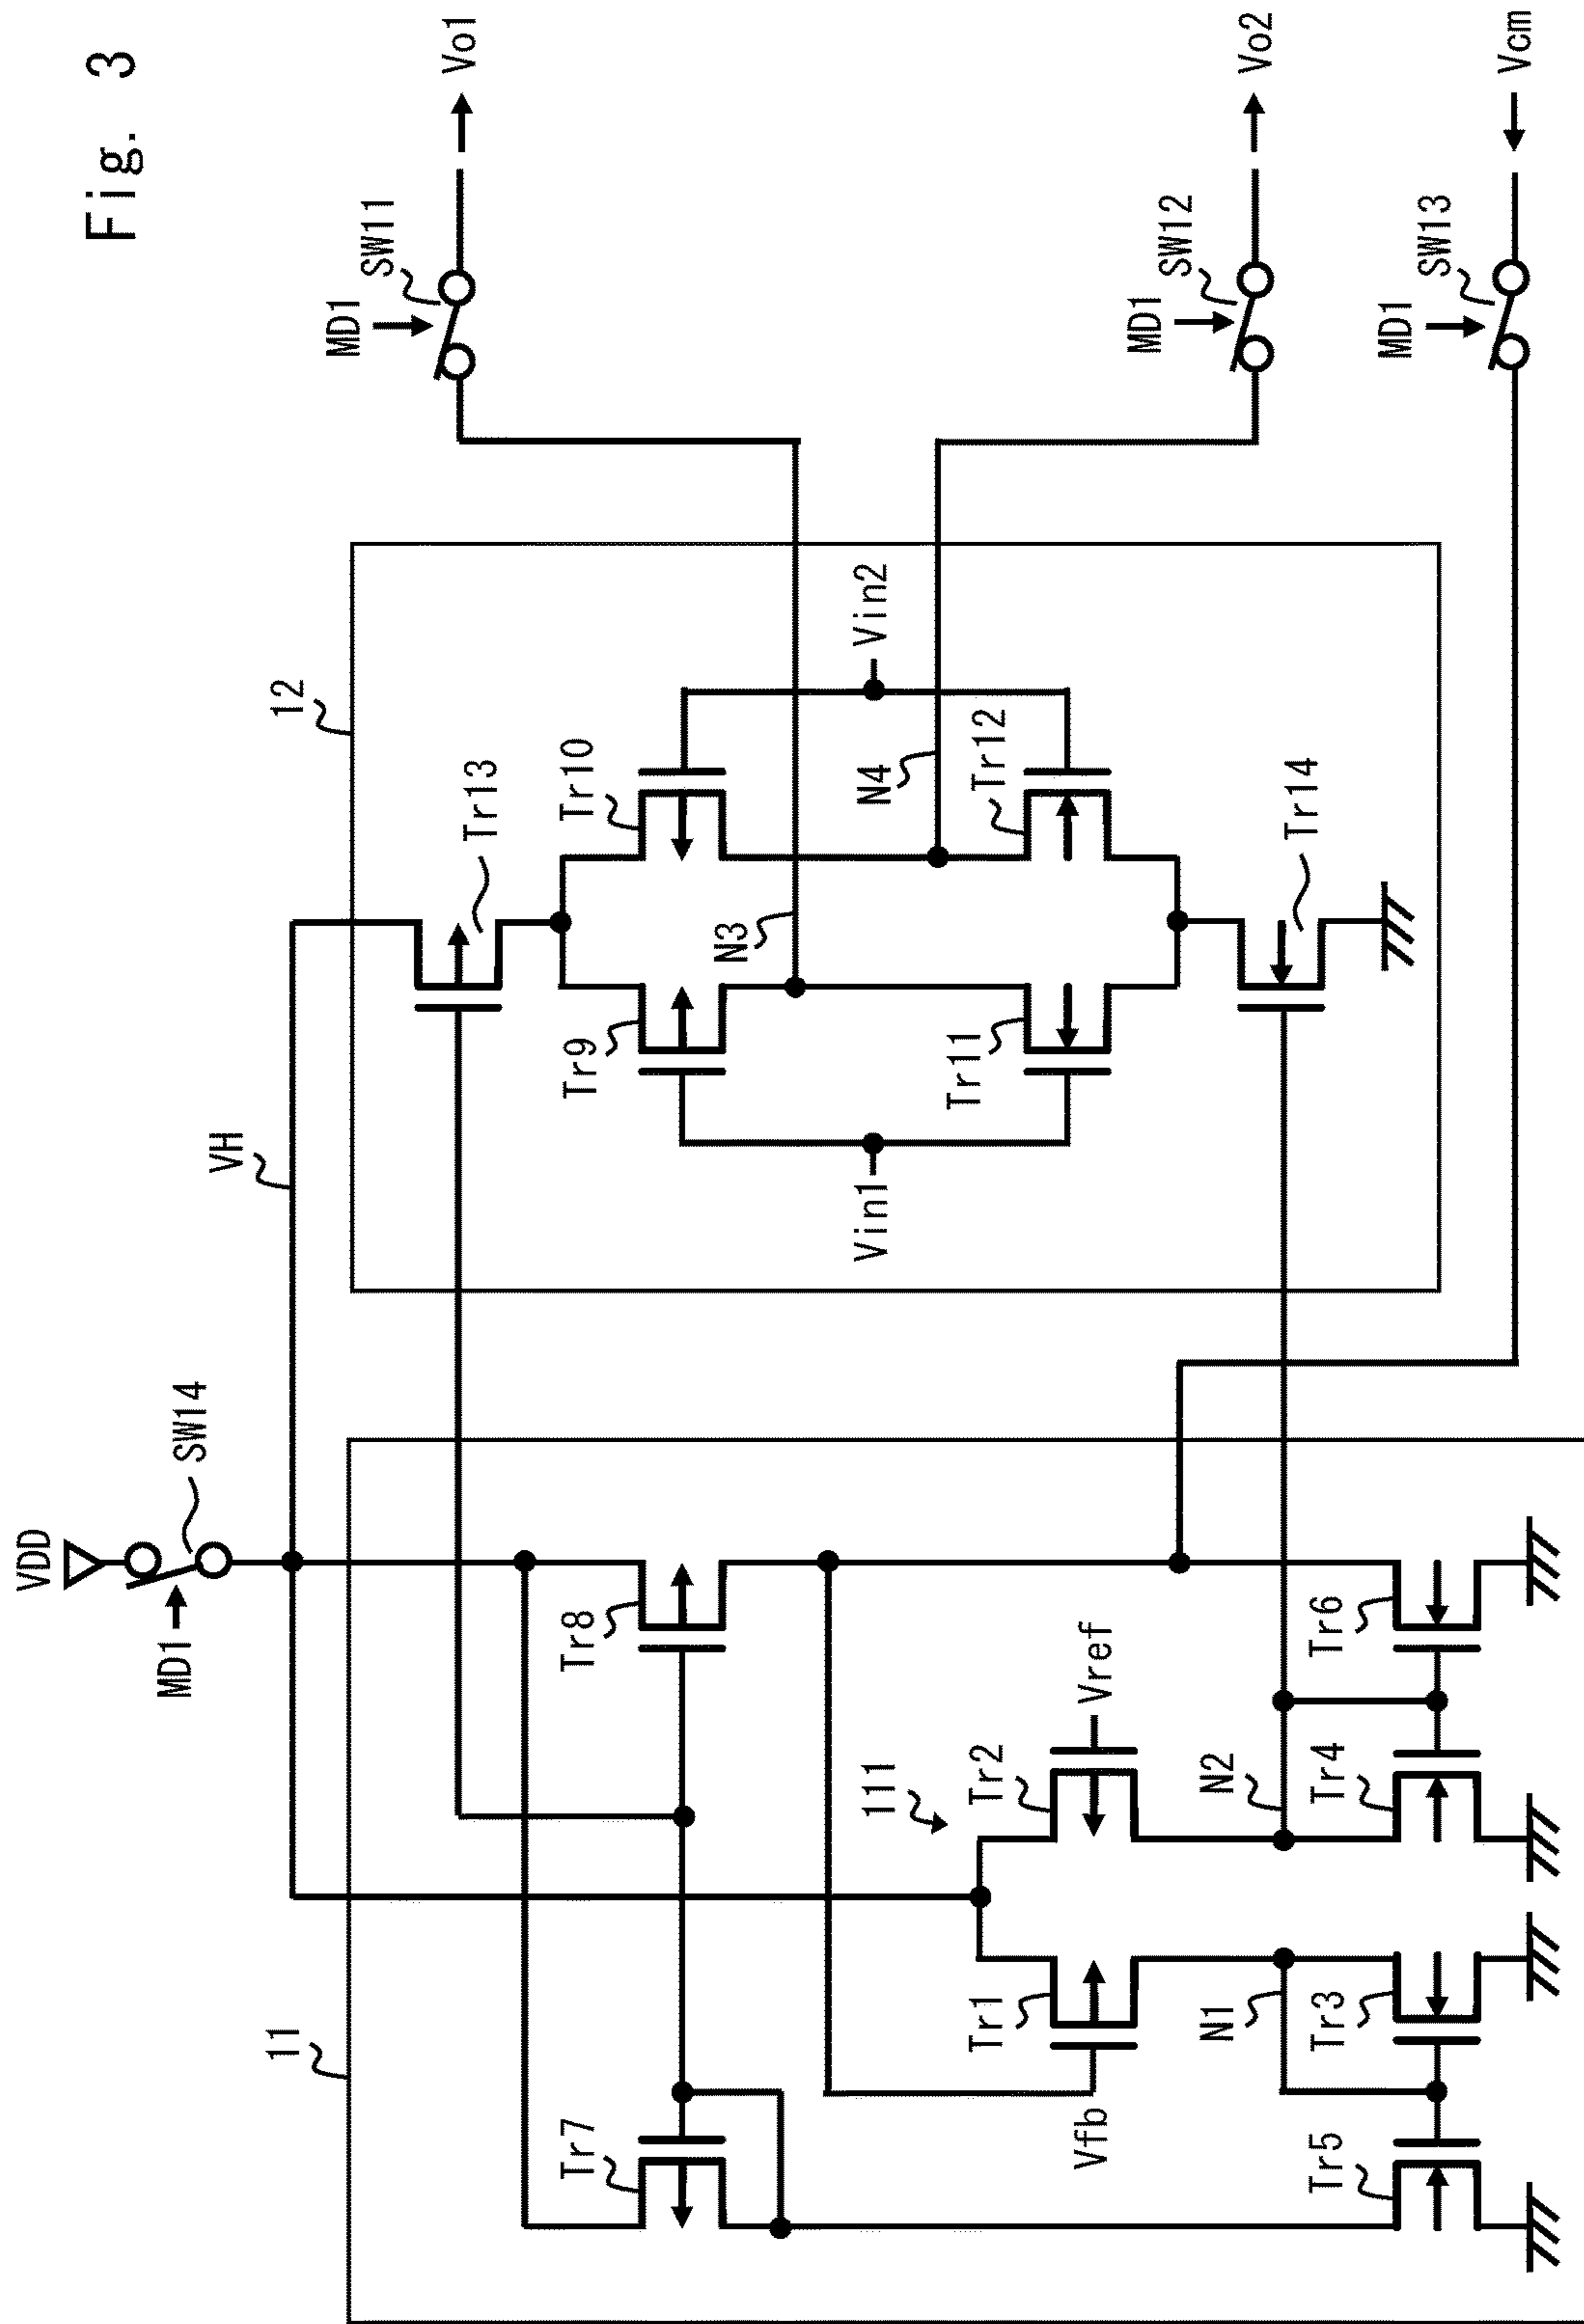 Fig. 3
VDD
MD1
SW14
VH
11
12
Tr7
Tr8
Tr13
MD1
SW11
Vo1
Tr9
Tr10
N3
Vin1
Vin2
N4
111
Vfb
Tr1
Tr2
Vref
Tr11
Tr12
MD1
SW12
Vo2
N1
N2
Tr5
Tr3
Tr4
Tr6
Tr14
MD1
SW13
Vcm